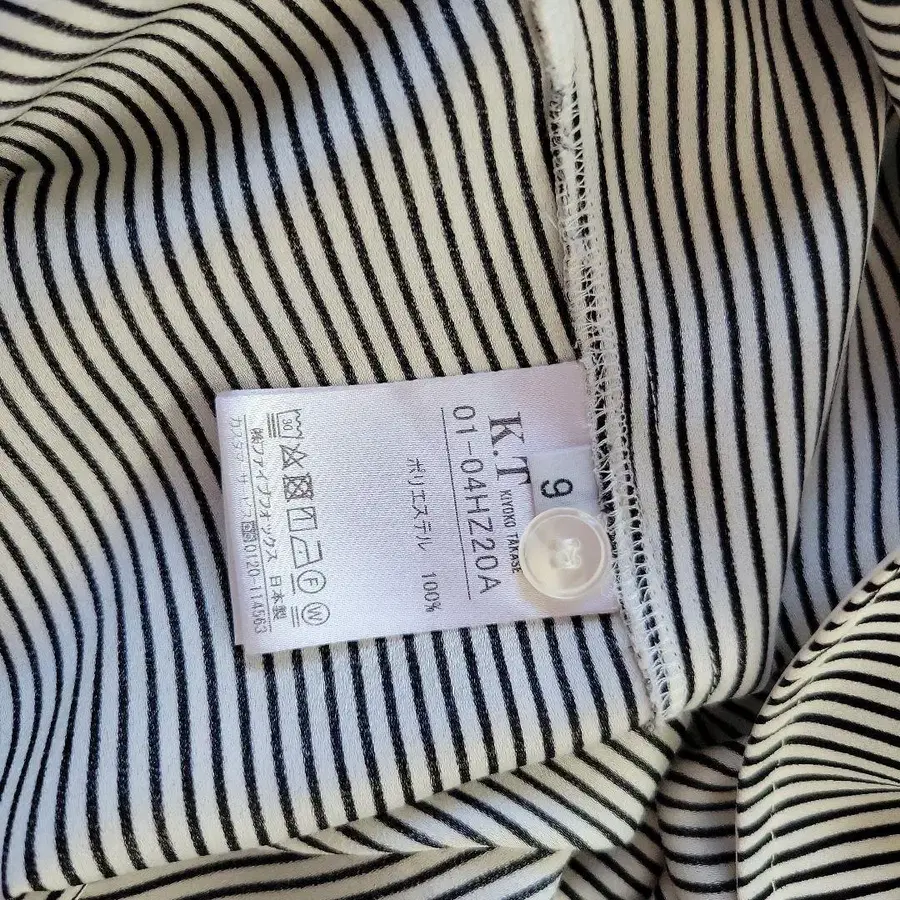 K.T
KIYOKO TAKASE
9
01-04HZ20A
ポリエステル 100%
30
F W
㈱ファイブフォックス 日本製
0120-114563